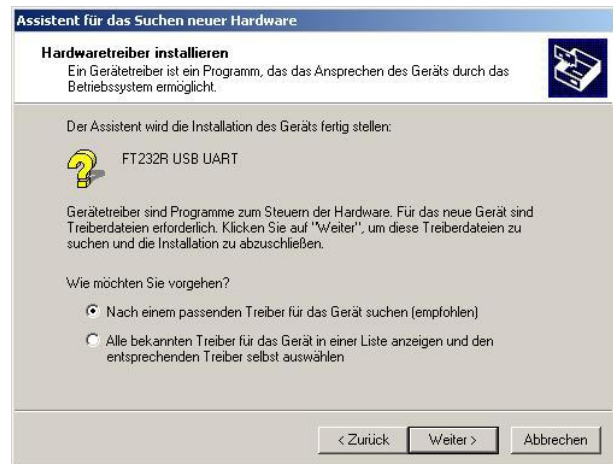 Assistent für das Suchen neuer Hardware
Hardwaretreiber installieren
Ein Gerätetreiber ist ein Programm, das das Ansprechen des Geräts durch das
Betriebssystem ermöglicht.
Der Assistent wird die Installation des Geräts fertig stellen:
FT232R USB UART
Gerätetreiber sind Programme zum Steuern der Hardware. Für das neue Gerät sind
Treiberdateien erforderlich. Klicken Sie auf "Weiter", um diese Treiberdateien zu
suchen und die Installation zu abzuschließen.
Wie möchten Sie vorgehen?
Nach einem passenden Treiber für das Gerät suchen (empfohlen)
Alle bekannten Treiber für das Gerät in einer Liste anzeigen und den
entsprechenden Treiber selbst auswählen
< Zurück Weiter > Abbrechen